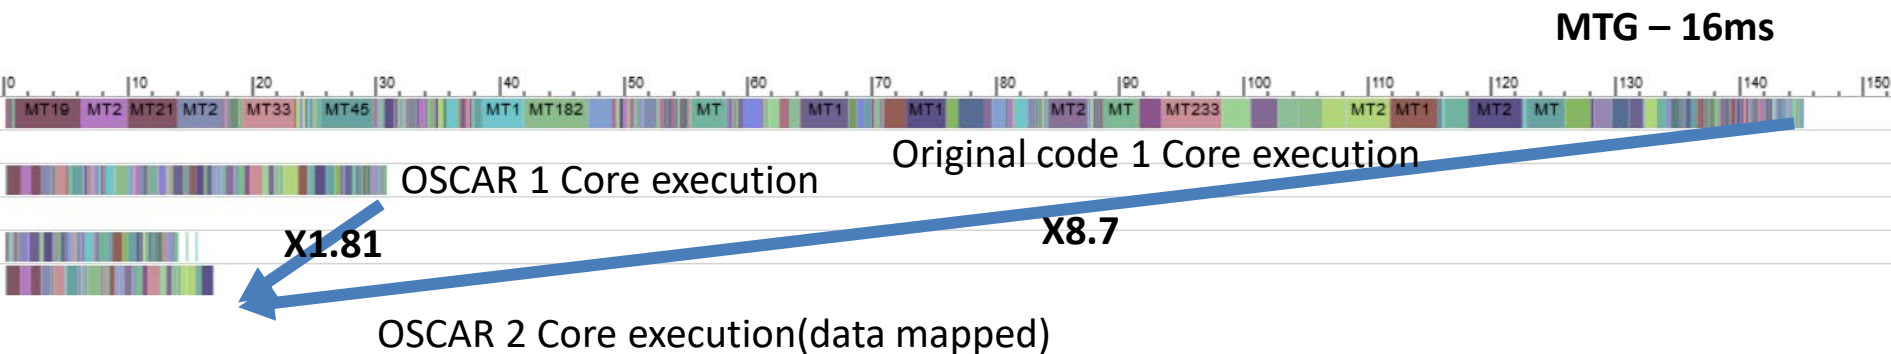 MTG – 16ms
0 10 20 30 40 50 60 70 80 90 100 110 120 130 140 150
MT19 MT2 MT21 MT2 MT33 MT45 MT1 MT182 MT MT1 MT1 MT2 MT MT233 MT2 MT1 MT2 MT
Original code 1 Core execution
OSCAR 1 Core execution
X8.7
X1.81
OSCAR 2 Core execution(data mapped)